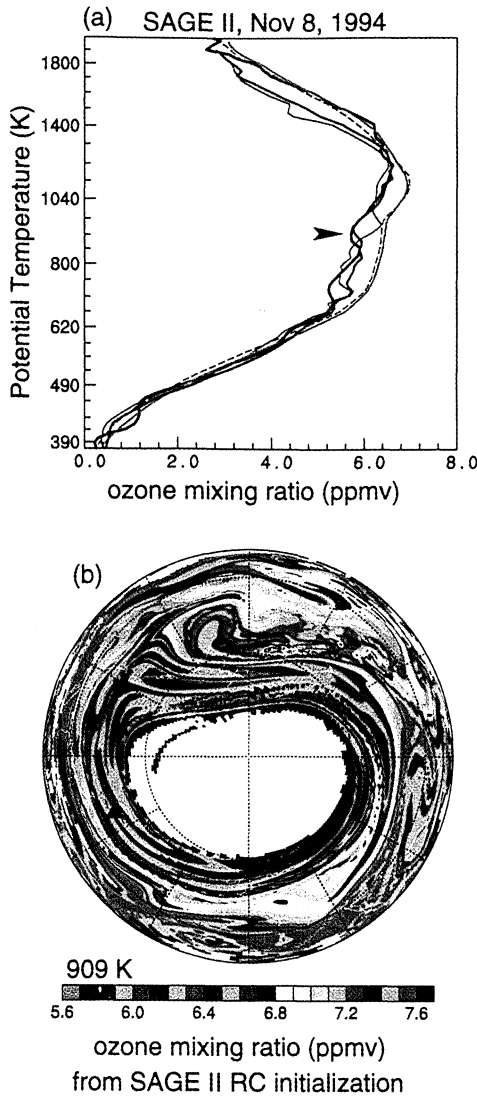 (a) SAGE II, Nov 8, 1994
1800
1400
1040
800
620
490
390
Potential Temperature (K)
0.0 2.0 4.0 6.0 8.0
ozone mixing ratio (ppmv)
(b)
909 K
5.6 6.0 6.4 6.8 7.2 7.6
ozone mixing ratio (ppmv)
from SAGE II RC initialization